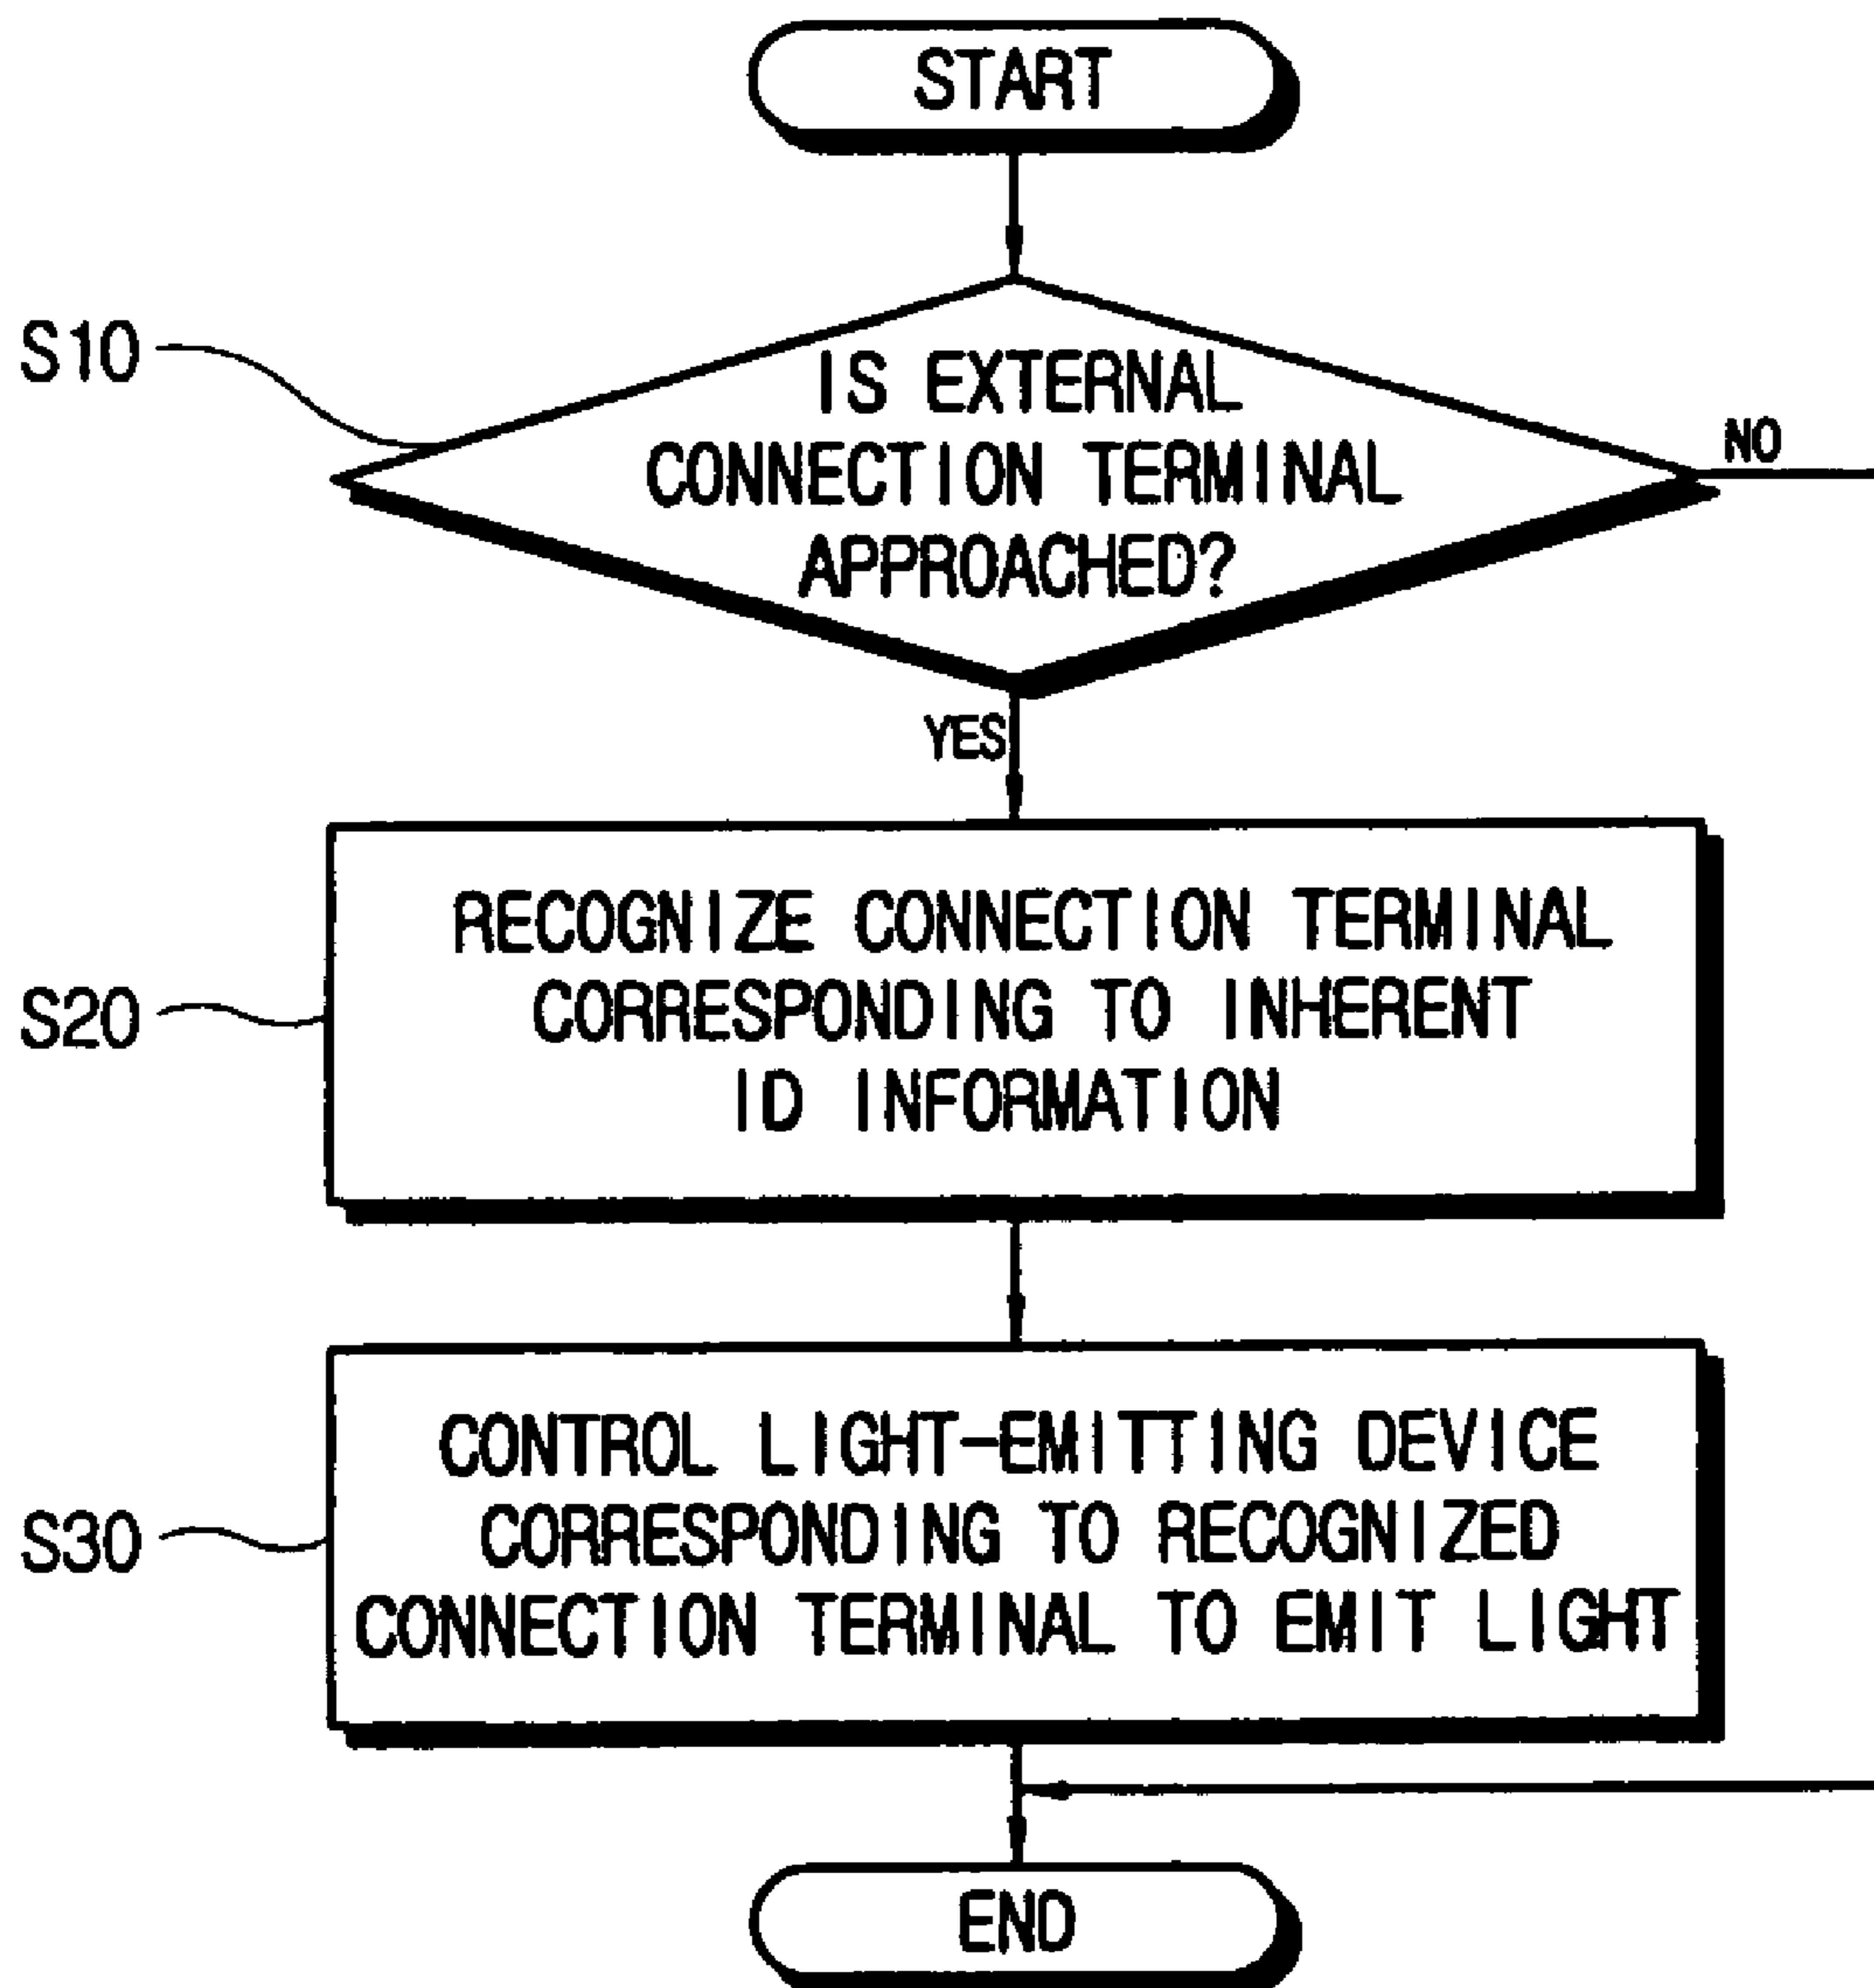 START
S10
IS EXTERNAL
CONNECTION TERMINAL
APPROACHED?
NO
YES
S20
RECOGNIZE CONNECTION TERMINAL
CORRESPONDING TO INHERENT
ID INFORMATION
S30
CONTROL LIGHT-EMITTING DEVICE
CORRESPONDING TO RECOGNIZED
CONNECTION TERMINAL TO EMIT LIGHT
END